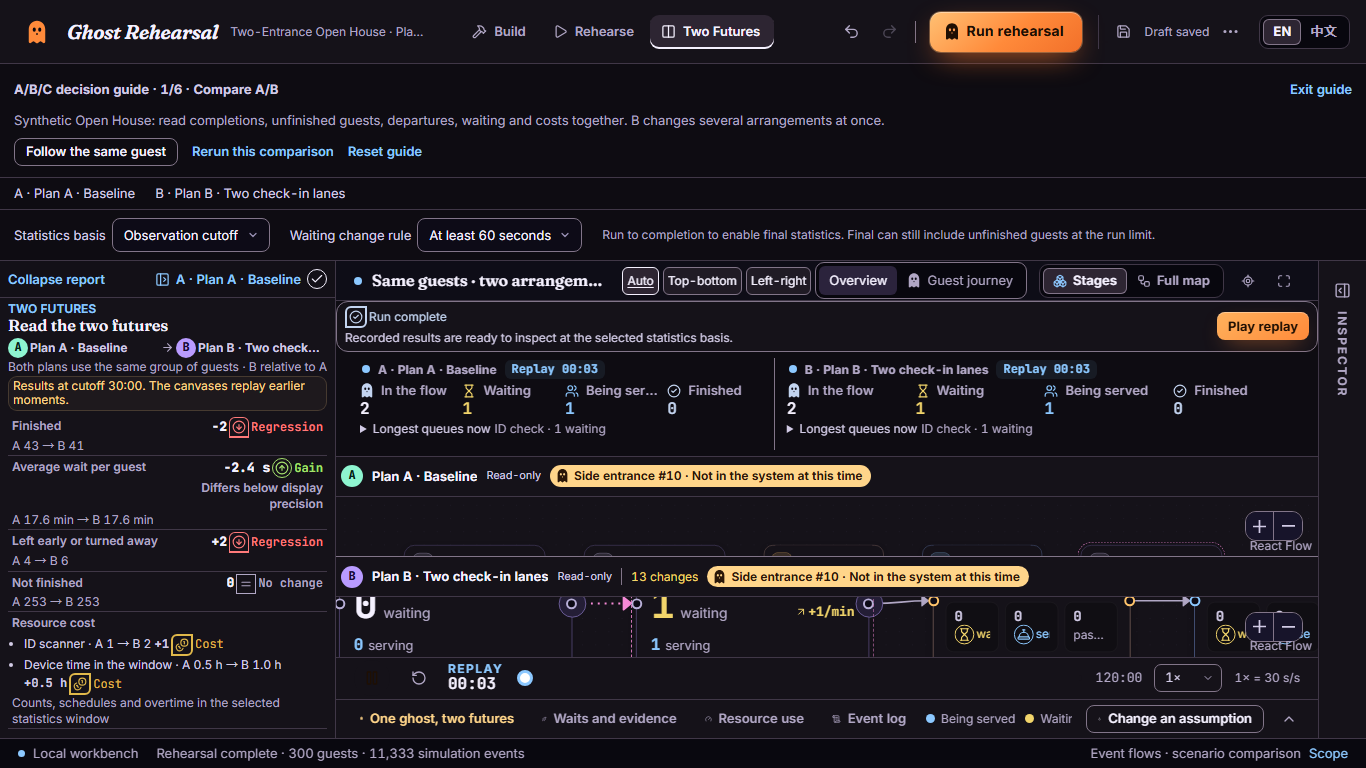 Ghost Rehearsal
Two-Entrance Open House · Pla...
Build
Rehearse
Two Futures
Run rehearsal
Draft saved
EN
中文
A/B/C decision guide · 1/6 · Compare A/B
Exit guide
Synthetic Open House: read completions, unfinished guests, departures, waiting and costs together. B changes several arrangements at once.
Follow the same guest
Rerun this comparison
Reset guide
A · Plan A · Baseline
B · Plan B · Two check-in lanes
Statistics basis
Observation cutoff
Waiting change rule
At least 60 seconds
Run to completion to enable final statistics. Final can still include unfinished guests at the run limit.
Collapse report
A · Plan A · Baseline
TWO FUTURES
Read the two futures
A Plan A · Baseline → B Plan B · Two check...
Both plans use the same group of guests · B relative to A
Results at cutoff 30:00. The canvases replay earlier
moments.
Finished
-2 Regression
A 43 → B 41
Average wait per guest
-2.4 s Gain
Differs below display
precision
A 17.6 min → B 17.6 min
Left early or turned away
+2 Regression
A 4 → B 6
Not finished
0 No change
A 253 → B 253
Resource cost
• ID scanner · A 1 → B 2 +1 Cost
• Device time in the window · A 0.5 h → B 1.0 h
+0.5 h Cost
Counts, schedules and overtime in the selected
statistics window
Same guests · two arrangem...
Auto
Top-bottom
Left-right
Overview
Guest journey
Stages
Full map
Run complete
Recorded results are ready to inspect at the selected statistics basis.
Play replay
A · Plan A · Baseline
Replay 00:03
In the flow
Waiting
Being ser...
Finished
2
1
1
0
Longest queues now ID check · 1 waiting
B · Plan B · Two check-in lanes
Replay 00:03
In the flow
Waiting
Being served
Finished
2
1
1
0
Longest queues now ID check · 1 waiting
A
Plan A · Baseline
Read-only
Side entrance #10 · Not in the system at this time
React Flow
B
Plan B · Two check-in lanes
Read-only
13 changes
Side entrance #10 · Not in the system at this time
0 waiting
0 serving
1 waiting
1 serving
+1/min
0
0
0
pas...
0
React Flow
REPLAY
00:03
120:00
1×
1× = 30 s/s
One ghost, two futures
Waits and evidence
Resource use
Event log
Being served
Change an assumption
INSPECTOR
Local workbench
Rehearsal complete · 300 guests · 11,333 simulation events
Event flows · scenario comparison
Scope